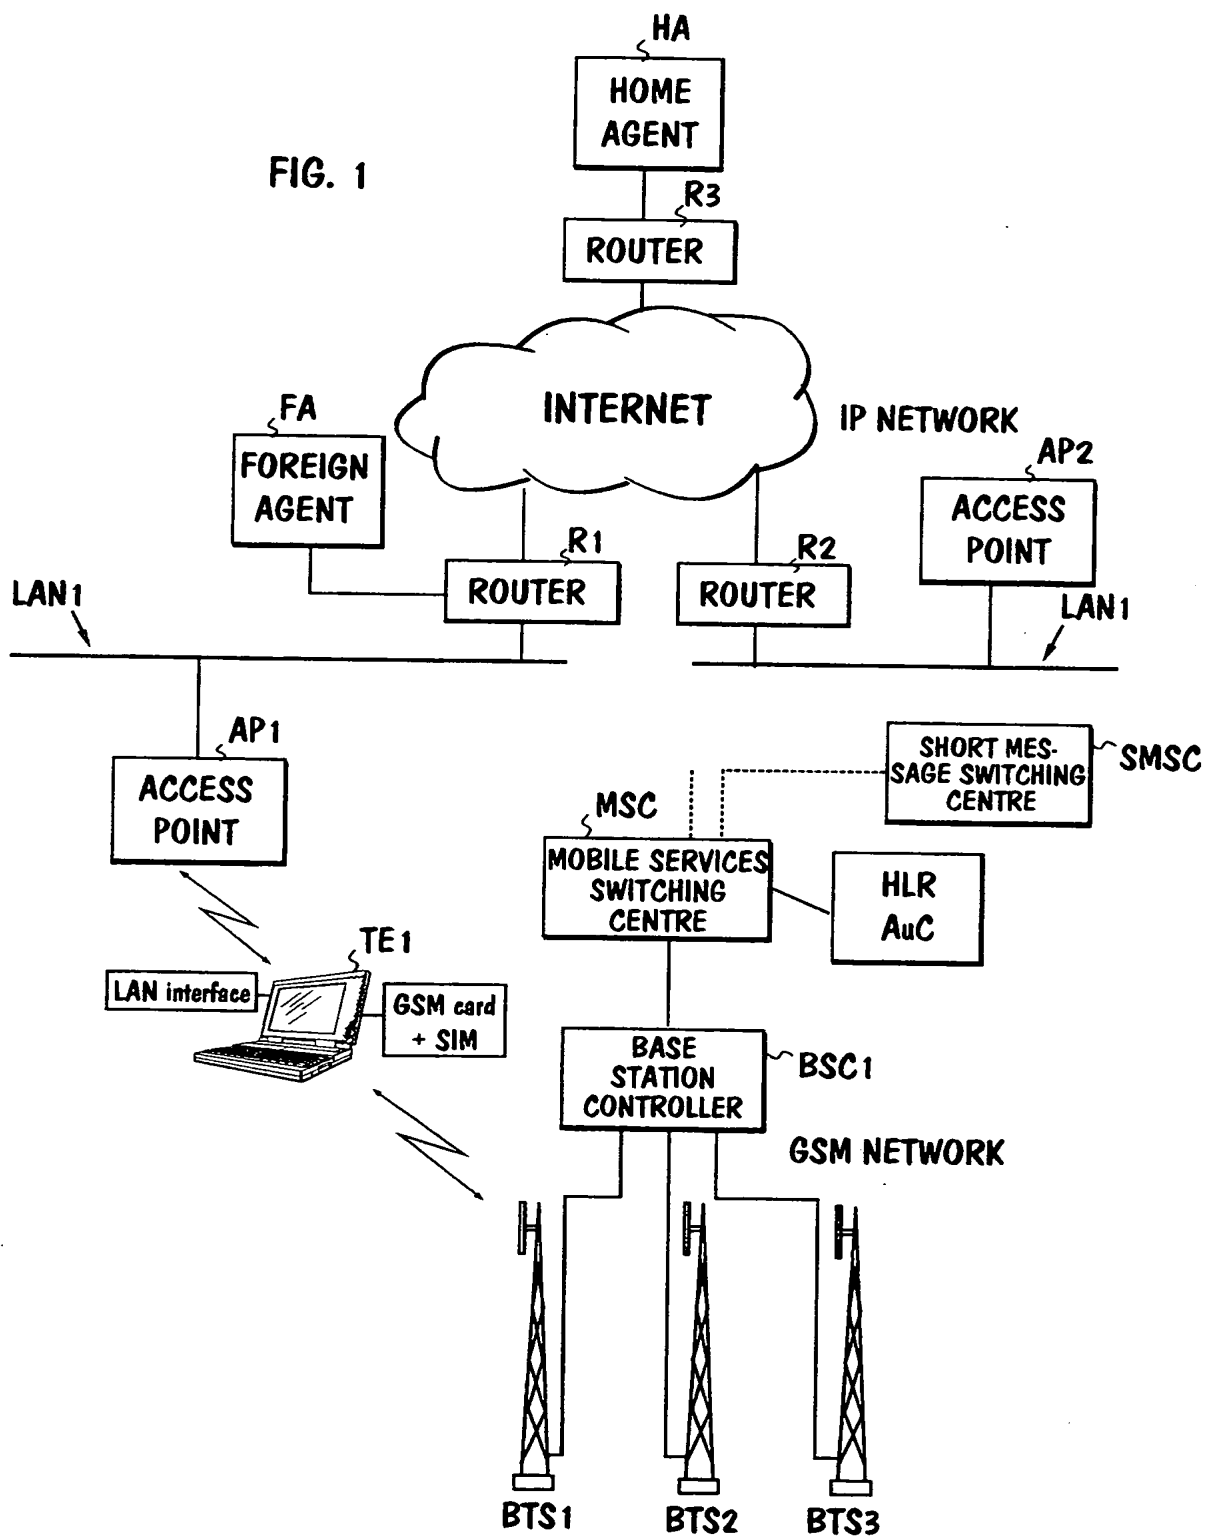 HA
HOME
AGENT
FIG. 1
R3
ROUTER
INTERNET
IP NETWORK
FA
FOREIGN
AGENT
AP2
ACCESS
POINT
R1
ROUTER
R2
ROUTER
LAN1
LAN1
AP1
ACCESS
POINT
SHORT MES-
SAGE SWITCHING
CENTRE
SMSC
MSC
MOBILE SERVICES
SWITCHING
CENTRE
HLR
AuC
TE1
LAN interface
GSM card
+ SIM
BASE
STATION
CONTROLLER
BSC1
GSM NETWORK
BTS1
BTS2
BTS3